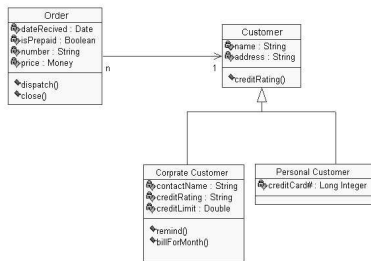 Order
dateRecived : Date
isPrepaid : Boolean
number : String
price : Money
dispatch()
close()
n
1
Customer
name : String
address : String
creditRating()
Corprate Customer
contactName : String
creditRating : String
creditLimit : Double
remind()
billForMonth()
Personal Customer
creditCard# : Long Integer